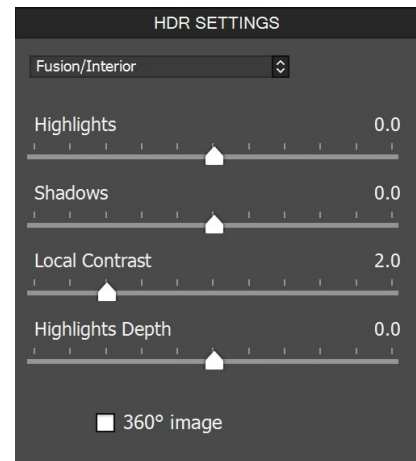 HDR SETTINGS
Fusion/Interior
Highlights 0.0
Shadows 0.0
Local Contrast 2.0
Highlights Depth 0.0
360° image